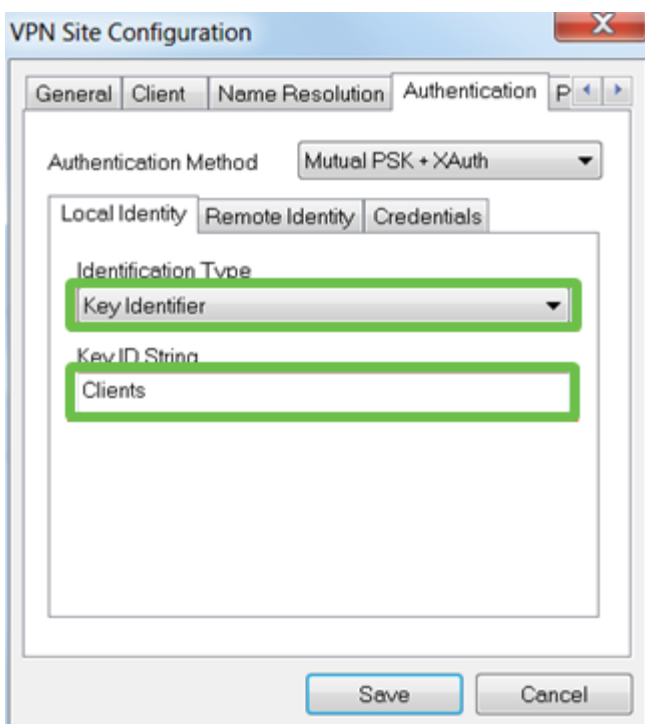 VPN Site Configuration
General Client Name Resolution Authentication P
Authentication Method Mutual PSK + XAuth
Local Identity Remote Identity Credentials
Identification Type
Key Identifier
Key ID String
Clients
Save Cancel